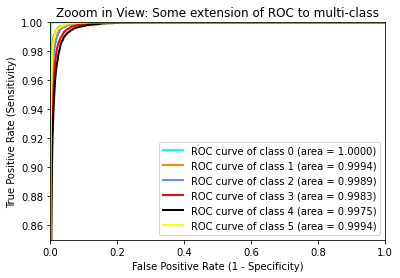 Zooom in View: Some extension of ROC to multi-class
True Positive Rate (Sensitivity)
1.00
0.98
0.96
0.94
0.92
0.90
0.88
0.86
ROC curve of class 0 (area = 1.0000)
ROC curve of class 1 (area = 0.9994)
ROC curve of class 2 (area = 0.9989)
ROC curve of class 3 (area = 0.9983)
ROC curve of class 4 (area = 0.9975)
ROC curve of class 5 (area = 0.9994)
0.0 0.2 0.4 0.6 0.8 1.0
False Positive Rate (1 - Specificity)